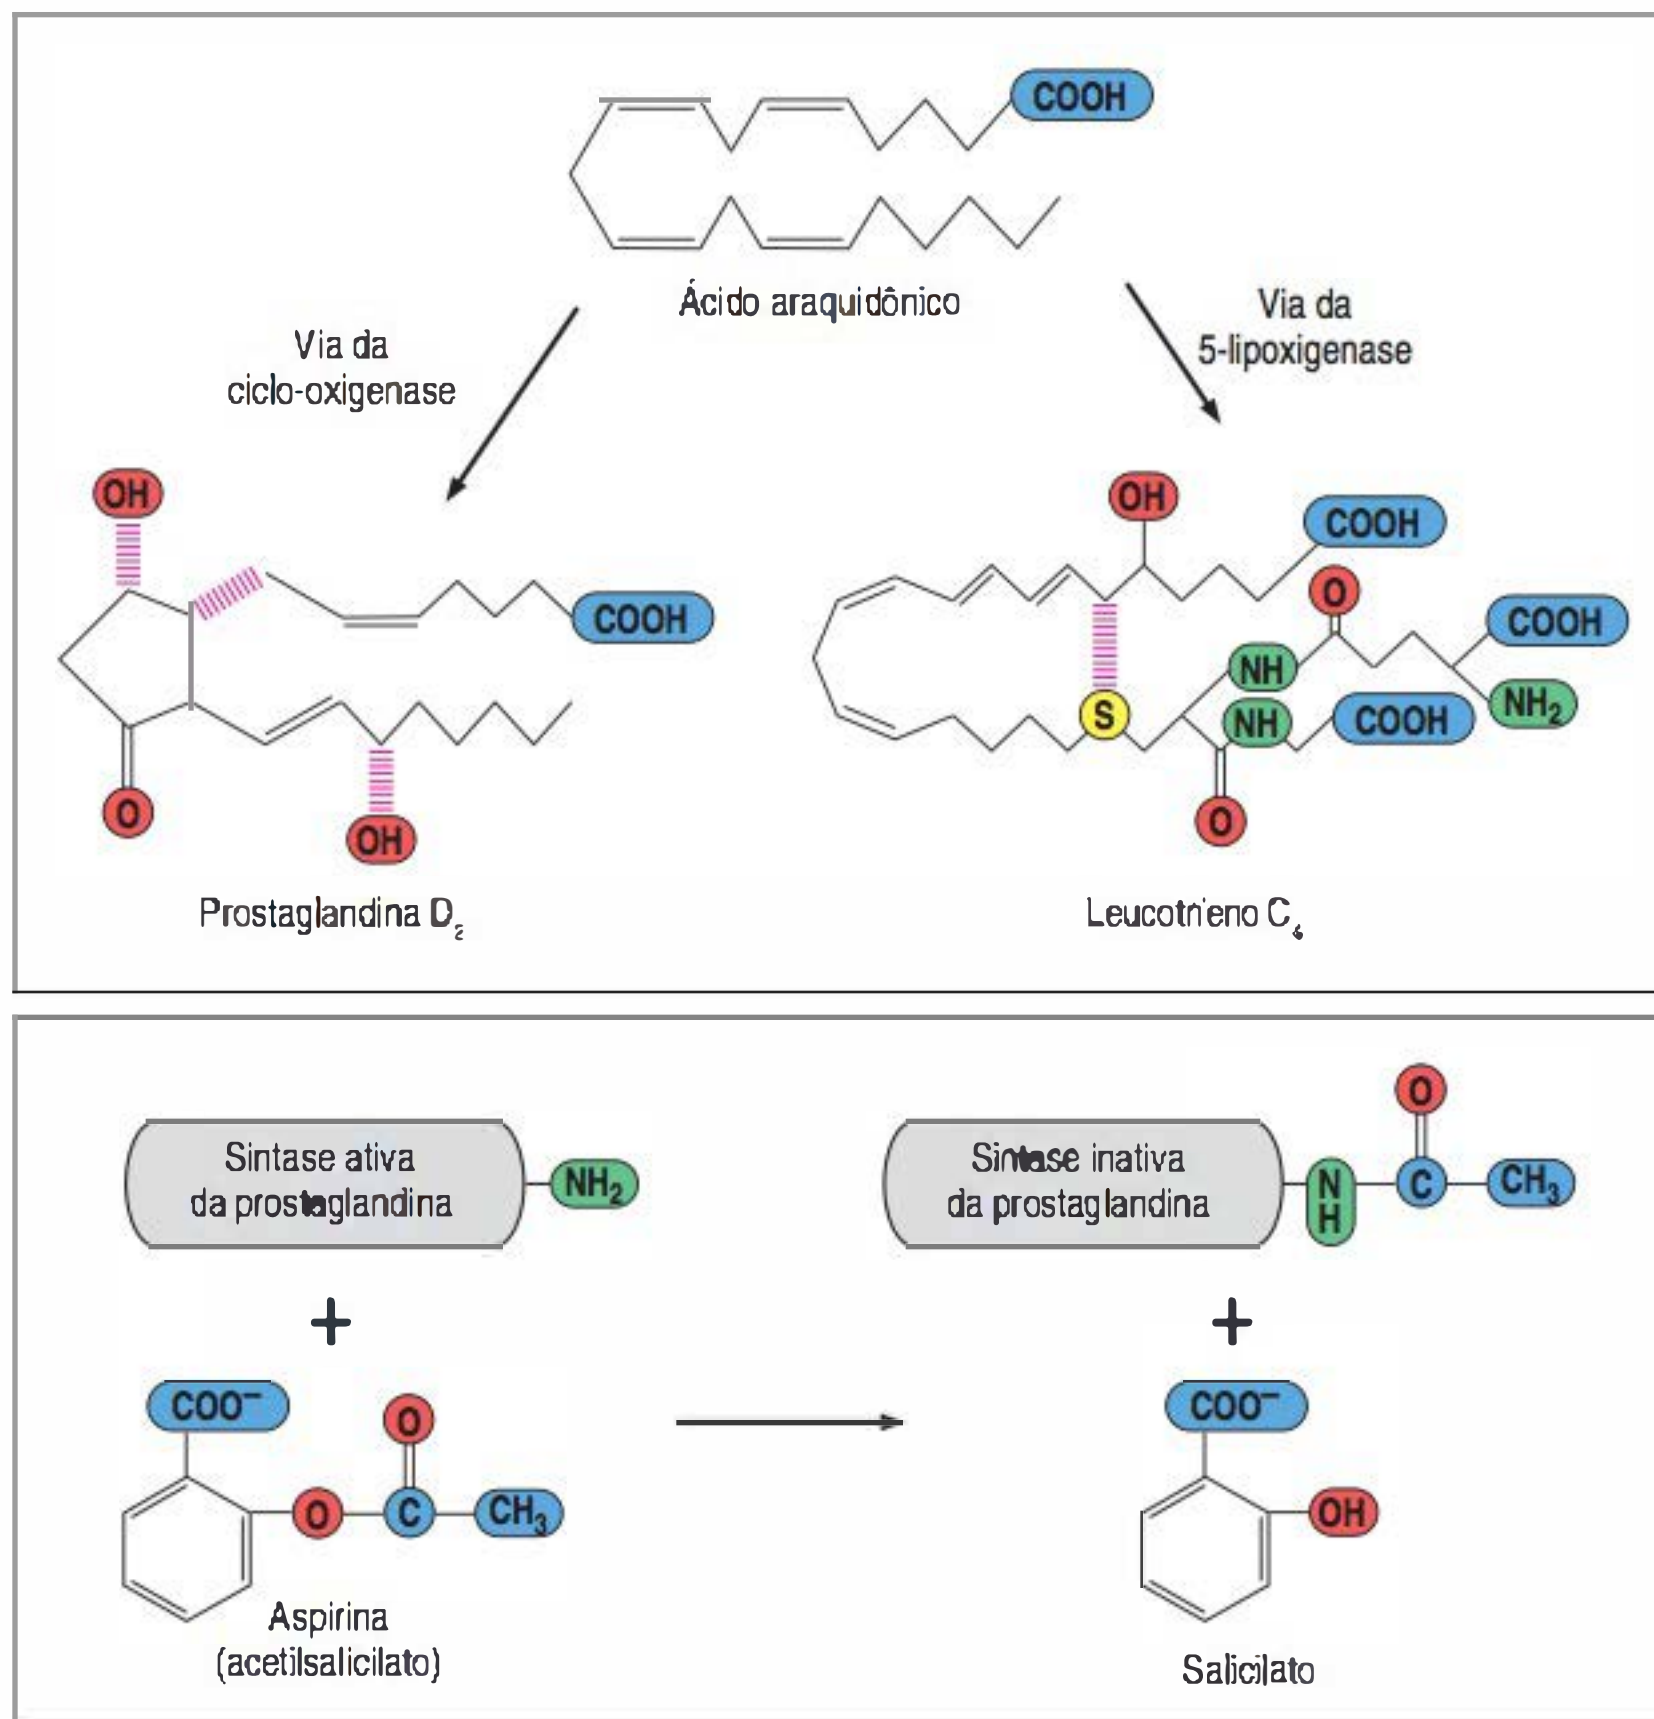 COOH
Ácido araquidônico
Via da
ciclo-oxigenase
Via da
5-lipoxigenase
OH
COOH
O
OH
Prostaglandina D₂
OH
COOH
O
COOH
NH
NH₂
S
NH
COOH
O
Leucotrieno C₄
Sintase ativa
da prostaglandina
NH₂
Sintase inativa
da prostaglandina
N
H
O
C
CH₃
+
+
COO⁻
O
O
C
CH₃
Aspirina
(acetilsalicilato)
COO⁻
OH
Salicilato